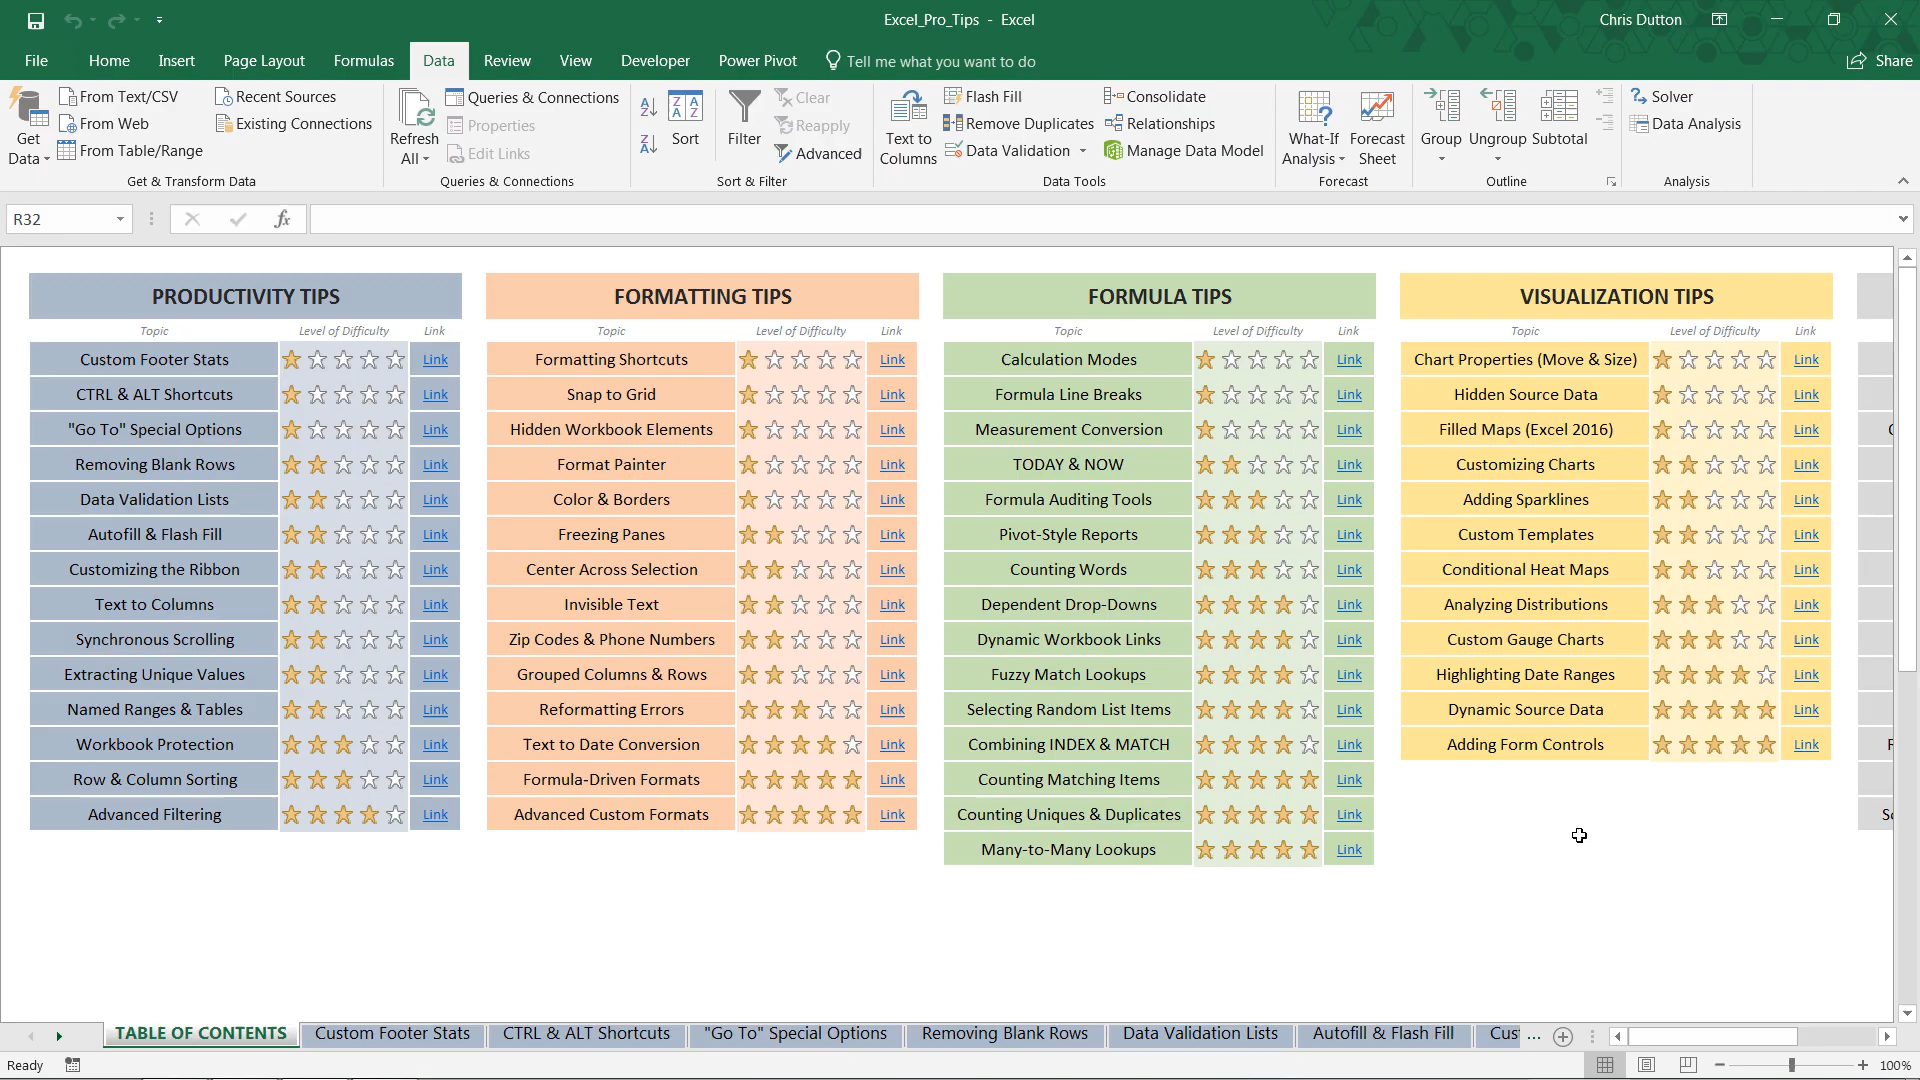 Excel_Pro_Tips - Excel
Chris Dutton
File Home Insert Page Layout Formulas Data Review View Developer Power Pivot Tell me what you want to do Share
Get Data
From Text/CSV
From Web
From Table/Range
Recent Sources
Existing Connections
Get & Transform Data
Refresh All
Queries & Connections
Properties
Edit Links
Queries & Connections
Sort
Filter
Clear
Reapply
Advanced
Sort & Filter
Text to Columns
Flash Fill
Remove Duplicates
Data Validation
Consolidate
Relationships
Manage Data Model
Data Tools
What-If Analysis
Forecast Sheet
Forecast
Group
Ungroup
Subtotal
Outline
Solver
Data Analysis
Analysis
R32
fx
PRODUCTIVITY TIPS
Topic Level of Difficulty Link
Custom Footer Stats Link
CTRL & ALT Shortcuts Link
"Go To" Special Options Link
Removing Blank Rows Link
Data Validation Lists Link
Autofill & Flash Fill Link
Customizing the Ribbon Link
Text to Columns Link
Synchronous Scrolling Link
Extracting Unique Values Link
Named Ranges & Tables Link
Workbook Protection Link
Row & Column Sorting Link
Advanced Filtering Link
FORMATTING TIPS
Topic Level of Difficulty Link
Formatting Shortcuts Link
Snap to Grid Link
Hidden Workbook Elements Link
Format Painter Link
Color & Borders Link
Freezing Panes Link
Center Across Selection Link
Invisible Text Link
Zip Codes & Phone Numbers Link
Grouped Columns & Rows Link
Reformatting Errors Link
Text to Date Conversion Link
Formula-Driven Formats Link
Advanced Custom Formats Link
FORMULA TIPS
Topic Level of Difficulty Link
Calculation Modes Link
Formula Line Breaks Link
Measurement Conversion Link
TODAY & NOW Link
Formula Auditing Tools Link
Pivot-Style Reports Link
Counting Words Link
Dependent Drop-Downs Link
Dynamic Workbook Links Link
Fuzzy Match Lookups Link
Selecting Random List Items Link
Combining INDEX & MATCH Link
Counting Matching Items Link
Counting Uniques & Duplicates Link
Many-to-Many Lookups Link
VISUALIZATION TIPS
Topic Level of Difficulty Link
Chart Properties (Move & Size) Link
Hidden Source Data Link
Filled Maps (Excel 2016) Link
Customizing Charts Link
Adding Sparklines Link
Custom Templates Link
Conditional Heat Maps Link
Analyzing Distributions Link
Custom Gauge Charts Link
Highlighting Date Ranges Link
Dynamic Source Data Link
Adding Form Controls Link
TABLE OF CONTENTS Custom Footer Stats CTRL & ALT Shortcuts "Go To" Special Options Removing Blank Rows Data Validation Lists Autofill & Flash Fill Cus ...
Ready
100%